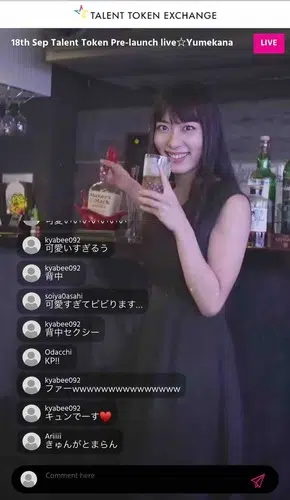 TALENT TOKEN EXCHANGE
18th Sep Talent Token Pre-launch live☆Yumekana
LIVE
Maker's Mark
kyabee092
可愛いすぎるう
kyabee092
背中
soiya0asahi
可愛すぎてビビります...
kyabee092
背中セクシー
Odacchi
KP!!
kyabee092
ファーwwwwwwwwwwwwwwww
kyabee092
キュンでーす❤️
Ariiiii
きゅんがとまらん
Comment here